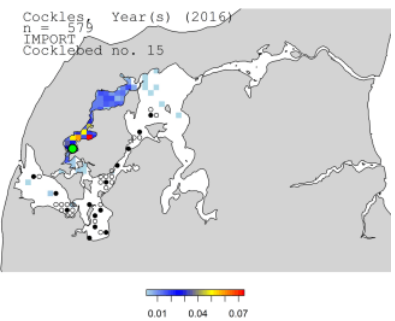 Cockles, Year(s) (2016)
n = 579
IMPORT
Cocklebed no. 15
0.01 0.04 0.07